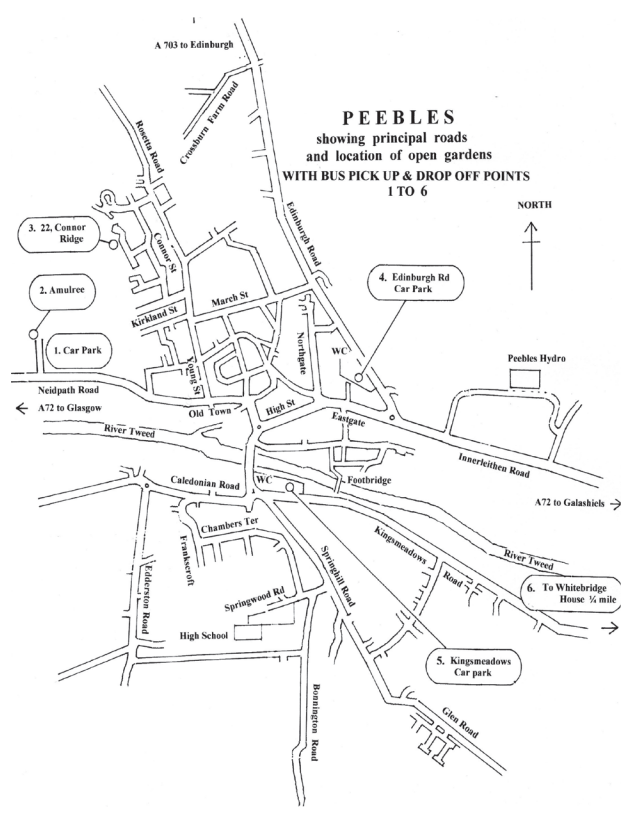 A 703 to Edinburgh
PEEBLES
showing principal roads
and location of open gardens
WITH BUS PICK UP & DROP OFF POINTS
1 TO 6
NORTH
Crossburn Farm Road
Rosetta Road
Edinburgh Road
3. 22, Connor
Ridge
Connor St
4. Edinburgh Rd
Car Park
2. Amulree
March St
Kirkland St
1. Car Park
Northgate
WC
Peebles Hydro
Young St
Neidpath Road
A72 to Glasgow
Old Town
High St
Eastgate
River Tweed
Innerleithen Road
Caledonian Road
WC
Footbridge
A72 to Galashiels
Chambers Ter
Frankscroft
Kingsmeadows
Road
River Tweed
Springhill Road
Edderston Road
6. To Whitebridge
House ¼ mile
Springwood Rd
High School
5. Kingsmeadows
Car park
Bonnington Road
Glen Road